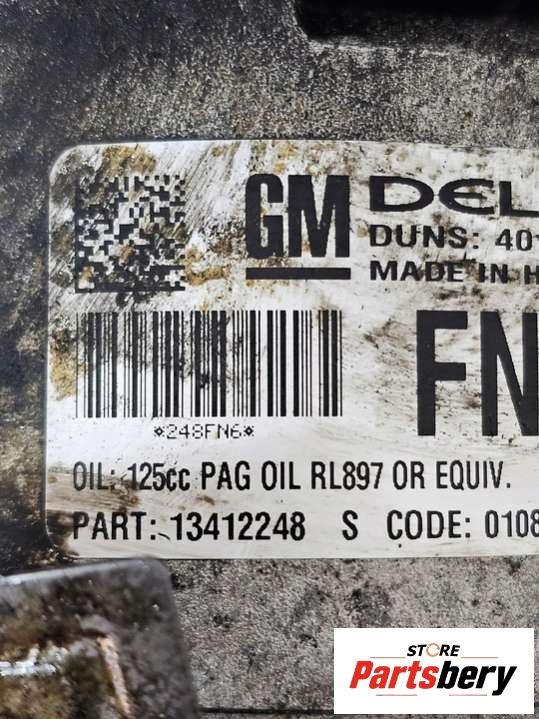 GM DEL
DUNS: 40
MADE IN H
FN
*248FN6*
OIL: 125cc PAG OIL RL897 OR EQUIV.
PART: 13412248 S CODE: 0108
STORE
Partsbery